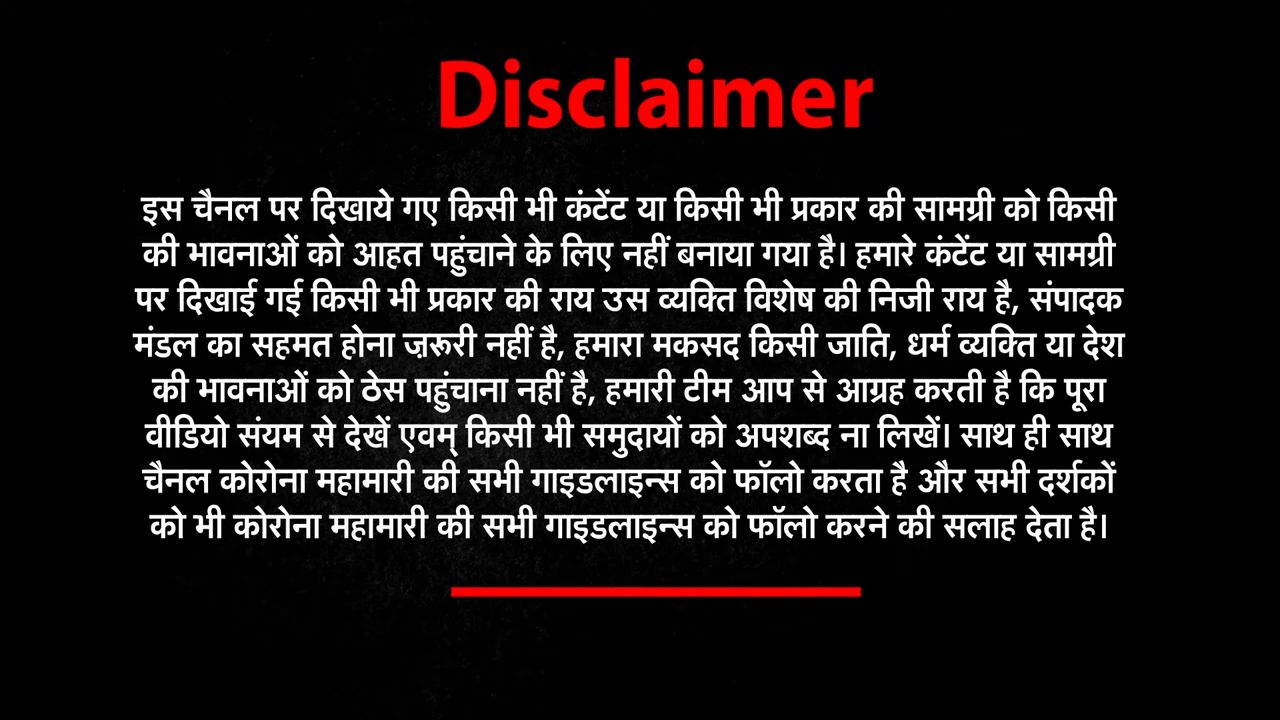 Disclaimer
इस चैनल पर दिखाये गए किसी भी कंटेंट या किसी भी प्रकार की सामग्री को किसी
की भावनाओं को आहत पहुंचाने के लिए नहीं बनाया गया है। हमारे कंटेंट या सामग्री
पर दिखाई गई किसी भी प्रकार की राय उस व्यक्ति विशेष की निजी राय है, संपादक
मंडल का सहमत होना ज़रूरी नहीं है, हमारा मकसद किसी जाति, धर्म व्यक्ति या देश
की भावनाओं को ठेस पहुंचाना नहीं है, हमारी टीम आप से आग्रह करती है कि पूरा
वीडियो संयम से देखें एवम् किसी भी समुदायों को अपशब्द ना लिखें। साथ ही साथ
चैनल कोरोना महामारी की सभी गाइडलाइन्स को फॉलो करता है और सभी दर्शकों
को भी कोरोना महामारी की सभी गाइडलाइन्स को फॉलो करने की सलाह देता है।